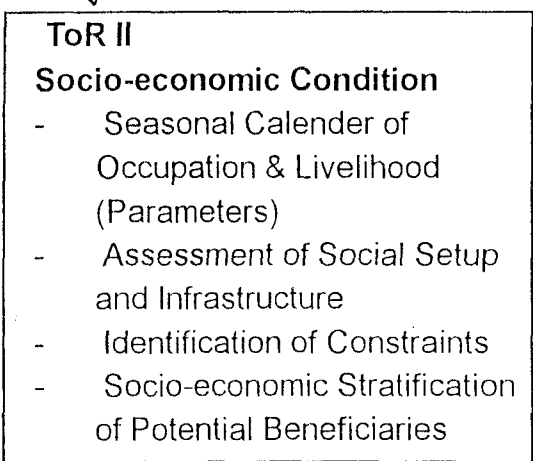 ToR II
Socio-economic Condition
- Seasonal Calender of
Occupation & Livelihood
(Parameters)
- Assessment of Social Setup
and Infrastructure
- Identification of Constraints
- Socio-economic Stratification
of Potential Beneficiaries